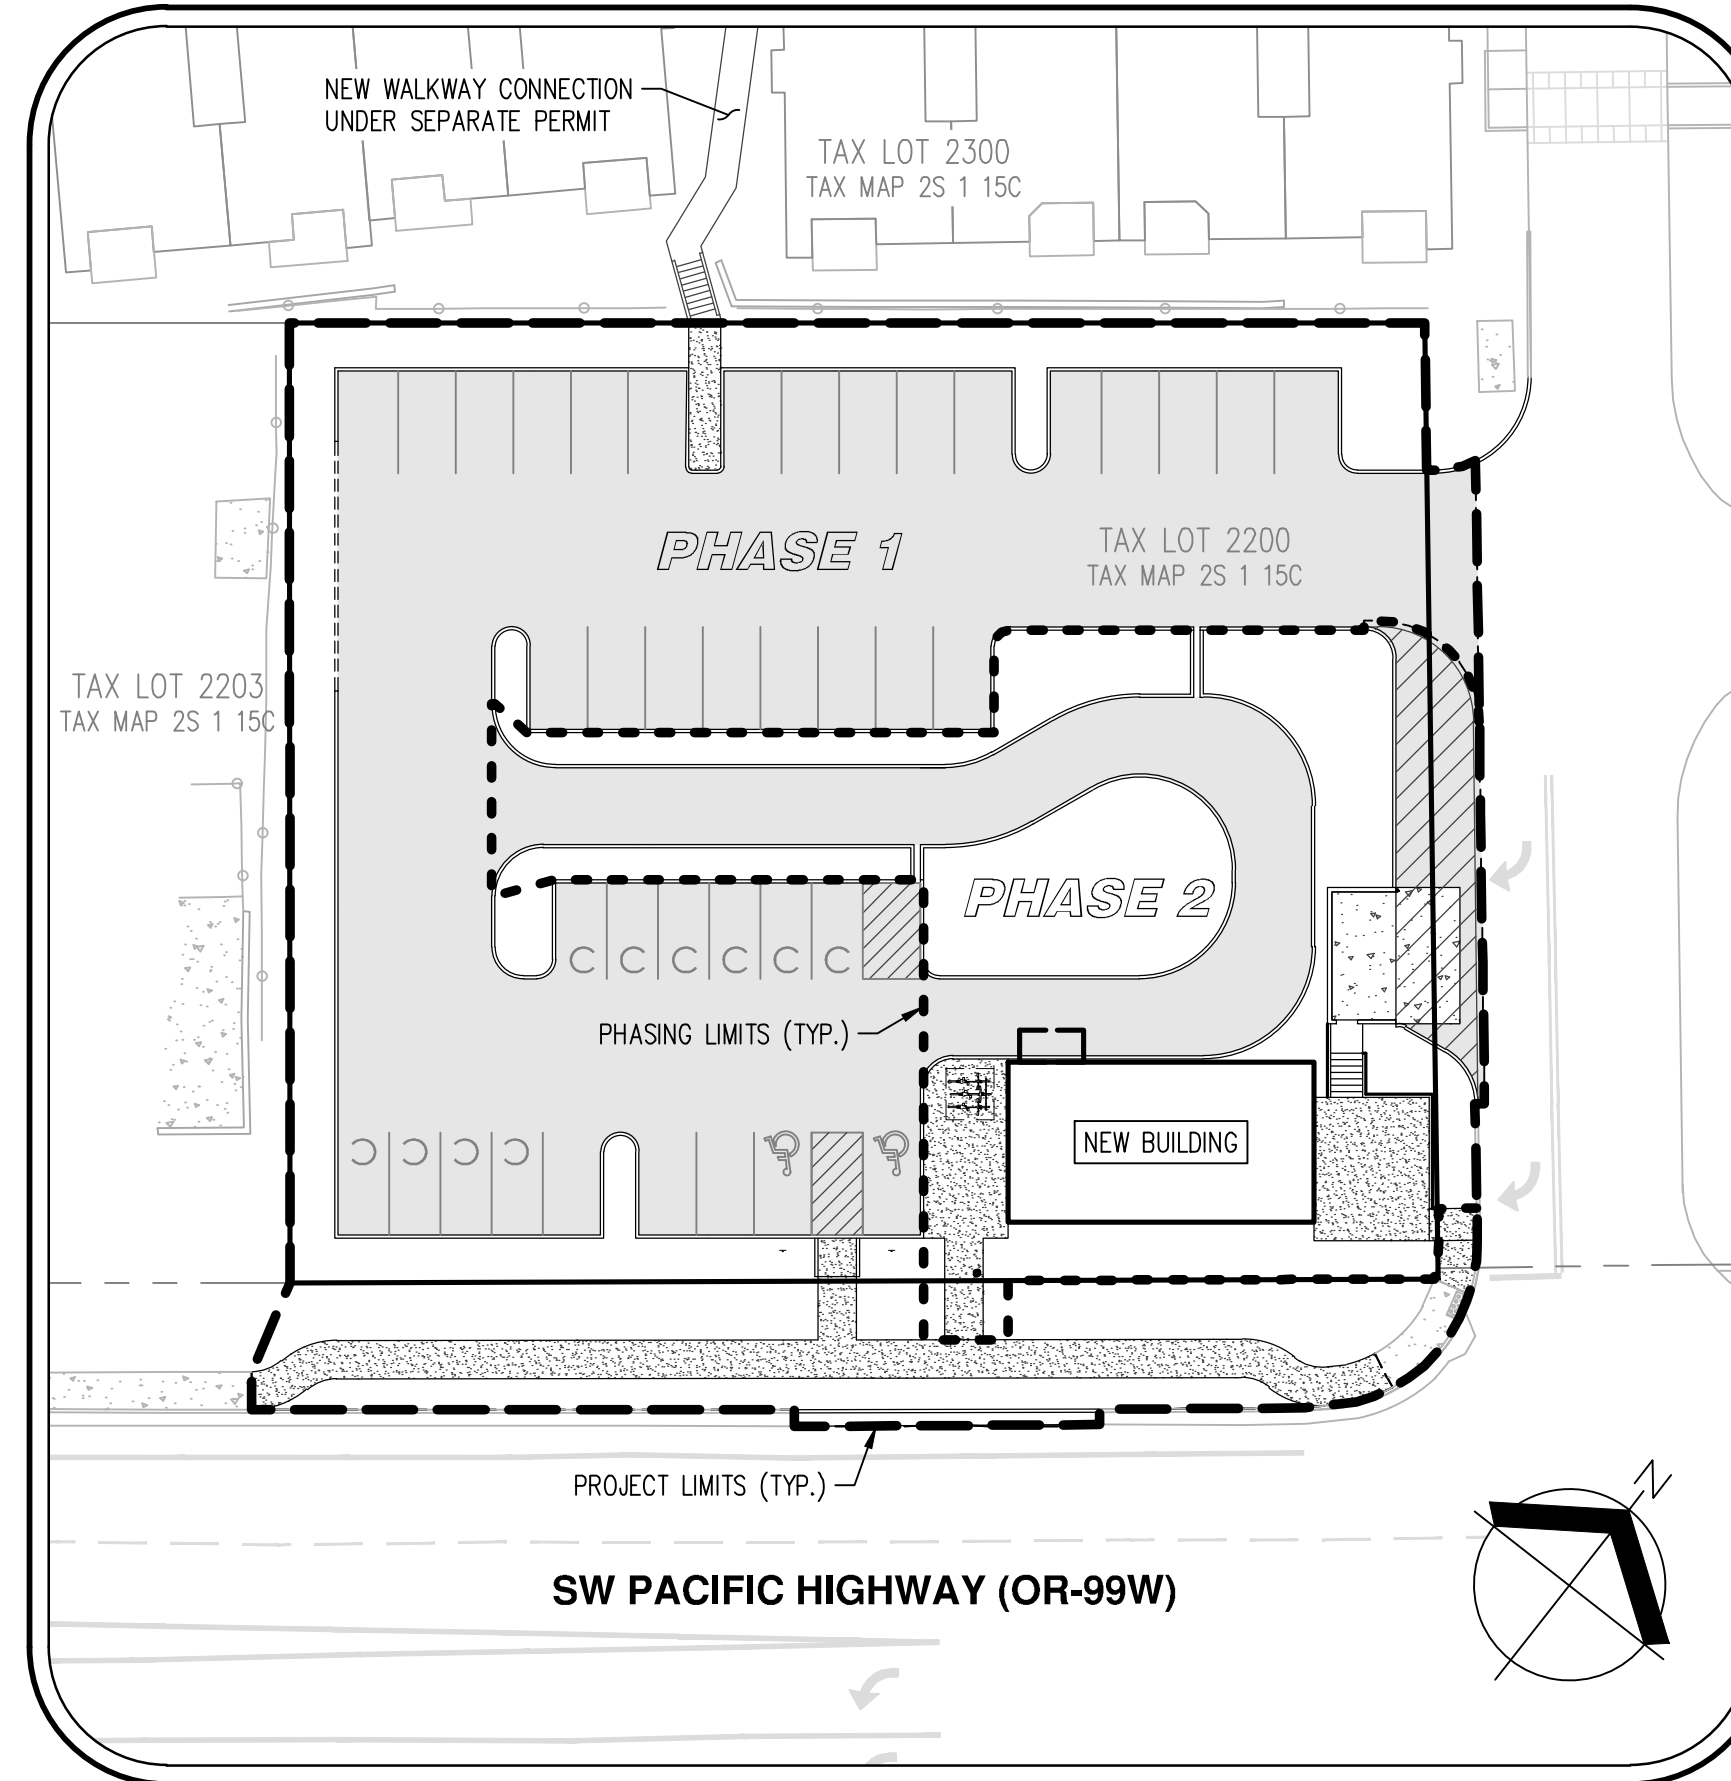 NEW WALKWAY CONNECTION
UNDER SEPARATE PERMIT
TAX LOT 2300
TAX MAP 2S 1 15C
PHASE 1
TAX LOT 2200
TAX MAP 2S 1 15C
TAX LOT 2203
TAX MAP 2S 1 15C
PHASE 2
C C C C C C
PHASING LIMITS (TYP.)
NEW BUILDING
PROJECT LIMITS (TYP.)
N
SW PACIFIC HIGHWAY (OR-99W)